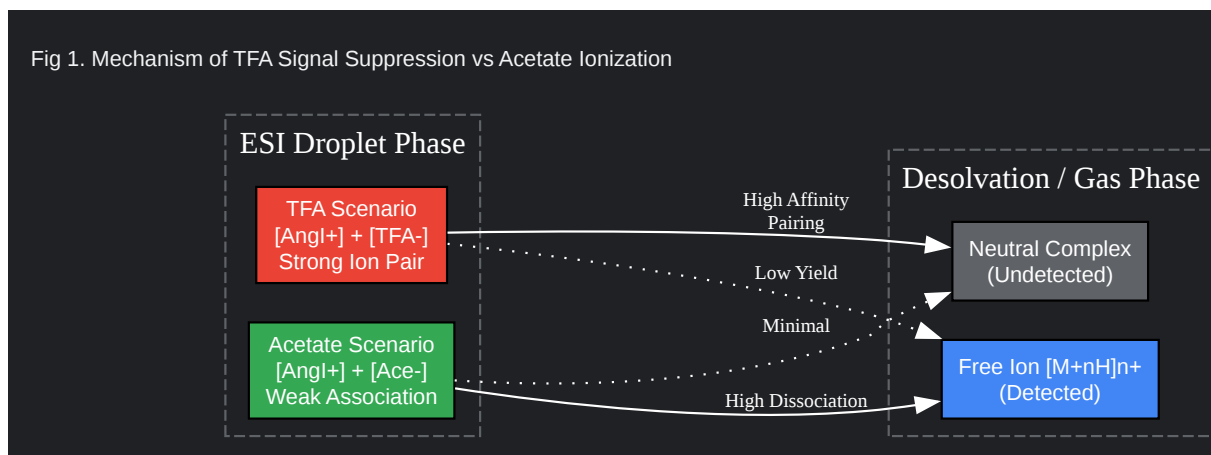 Fig 1. Mechanism of TFA Signal Suppression vs Acetate Ionization
ESI Droplet Phase
TFA Scenario
[AngI+] + [TFA-]
Strong Ion Pair
Acetate Scenario
[AngI+] + [Ace-]
Weak Association
High Affinity
Pairing
Low Yield
Minimal
High Dissociation
Desolvation / Gas Phase
Neutral Complex
(Undetected)
Free Ion [M+nH]n+
(Detected)